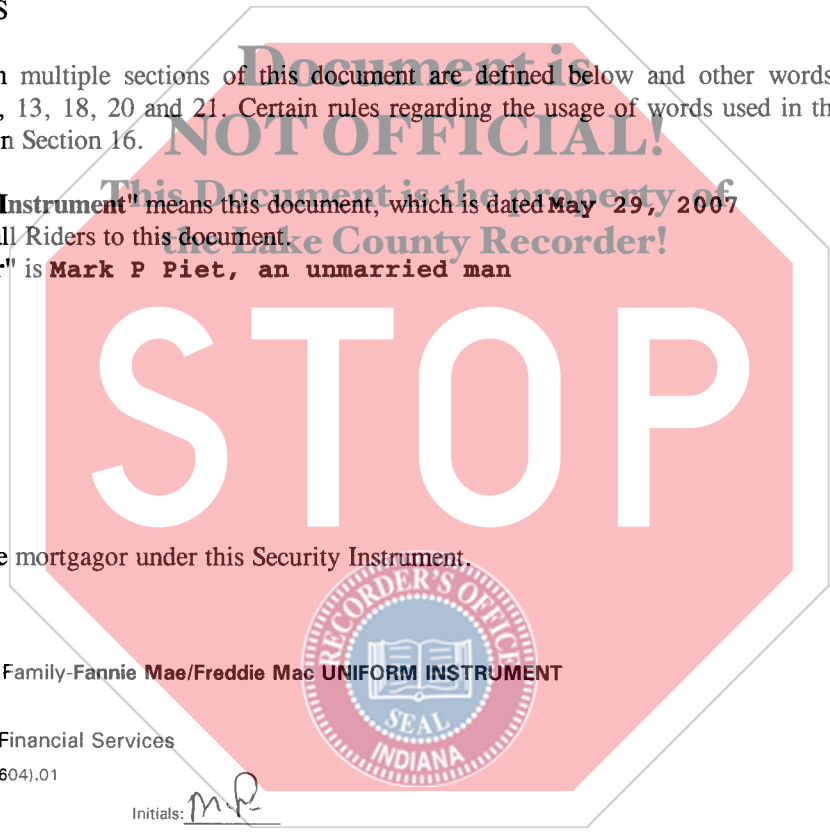 S
Document is
n multiple sections of this document are defined below and other words
, 13, 18, 20 and 21. Certain rules regarding the usage of words used in th
NOT OFFICIAL!
n Section 16.
This Document is the property of
Instrument" means this document, which is dated May 29, 2007
ll Riders to this document.
the Lake County Recorder!
r" is Mark P Piet, an unmarried man
STOP
e mortgagor under this Security Instrument.
RECORDER'S OFFICE
Family-Fannie Mae/Freddie Mac UNIFORM INSTRUMENT
SEAL
INDIANA
Financial Services
604).01
Initials: M.P.